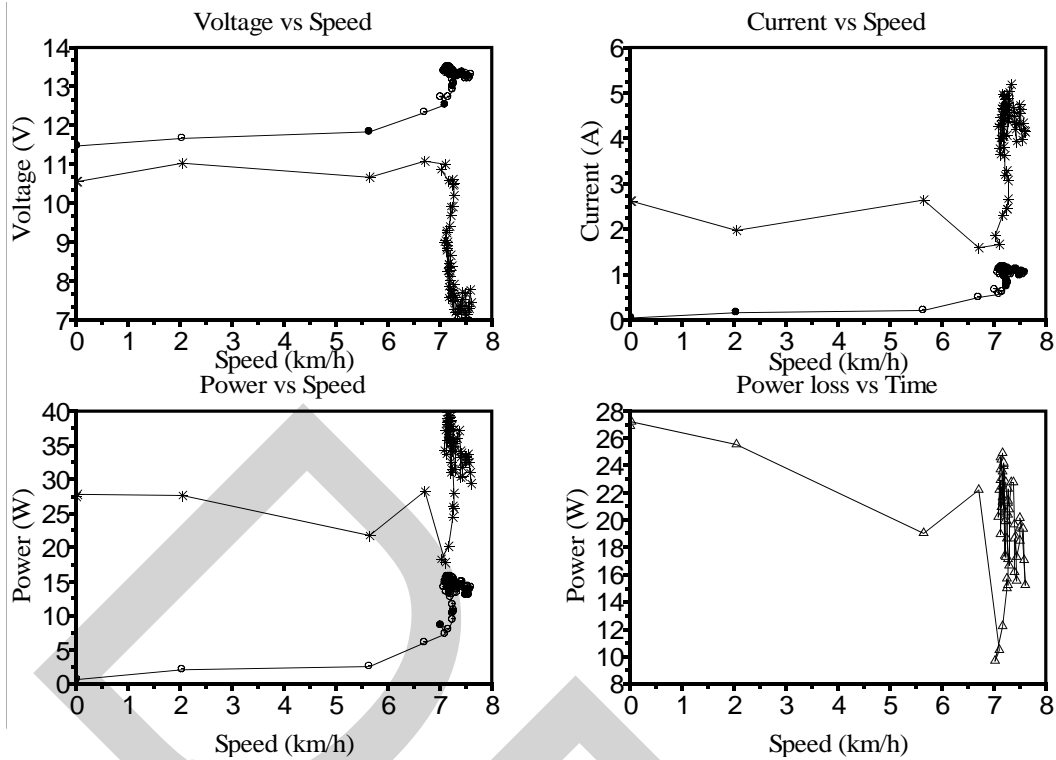 Voltage vs Speed
14
13
12
11
10
9
8
7
Voltage (V)
0 1 2 3 4 5 6 7 8
Speed (km/h)
Current vs Speed
6
5
4
3
2
1
0
Current (A)
0 1 2 3 4 5 6 7 8
Speed (km/h)
Power vs Speed
40
35
30
25
20
15
10
5
0
Power (W)
0 1 2 3 4 5 6 7 8
Speed (km/h)
Power loss vs Time
28
26
24
22
20
18
16
14
12
10
8
Power (W)
0 1 2 3 4 5 6 7 8
Speed (km/h)